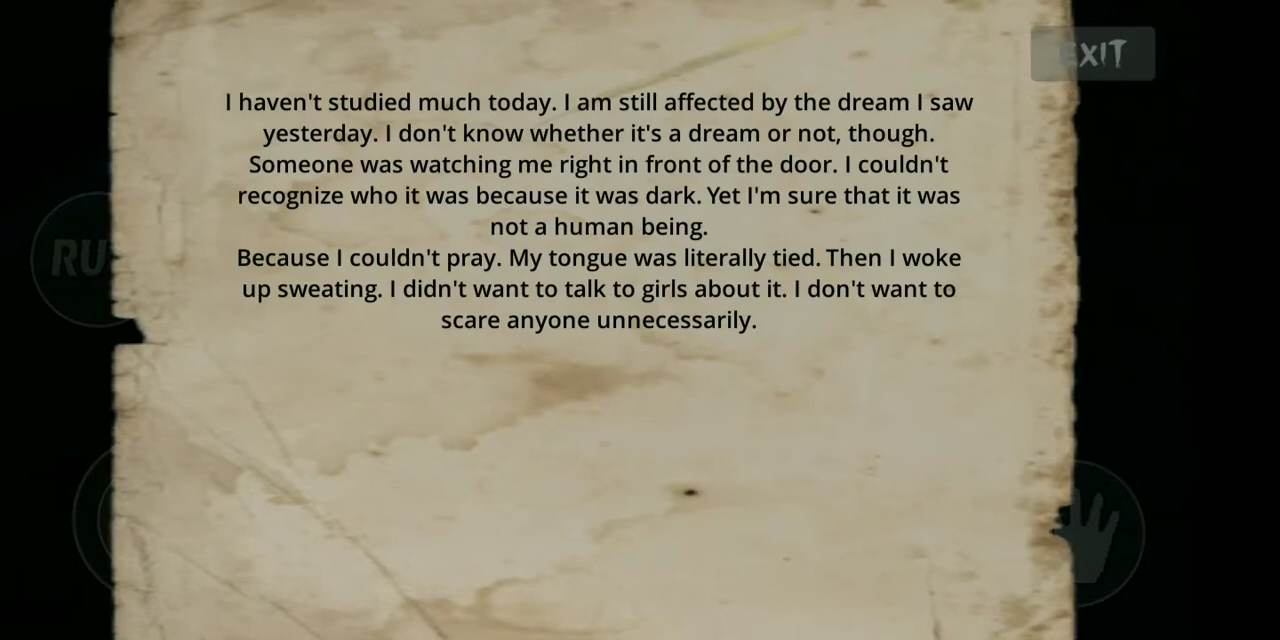 EXIT
I haven't studied much today. I am still affected by the dream I saw
yesterday. I don't know whether it's a dream or not, though.
Someone was watching me right in front of the door. I couldn't
recognize who it was because it was dark. Yet I'm sure that it was
not a human being.
Because I couldn't pray. My tongue was literally tied. Then I woke
up sweating. I didn't want to talk to girls about it. I don't want to
scare anyone unnecessarily.
RU